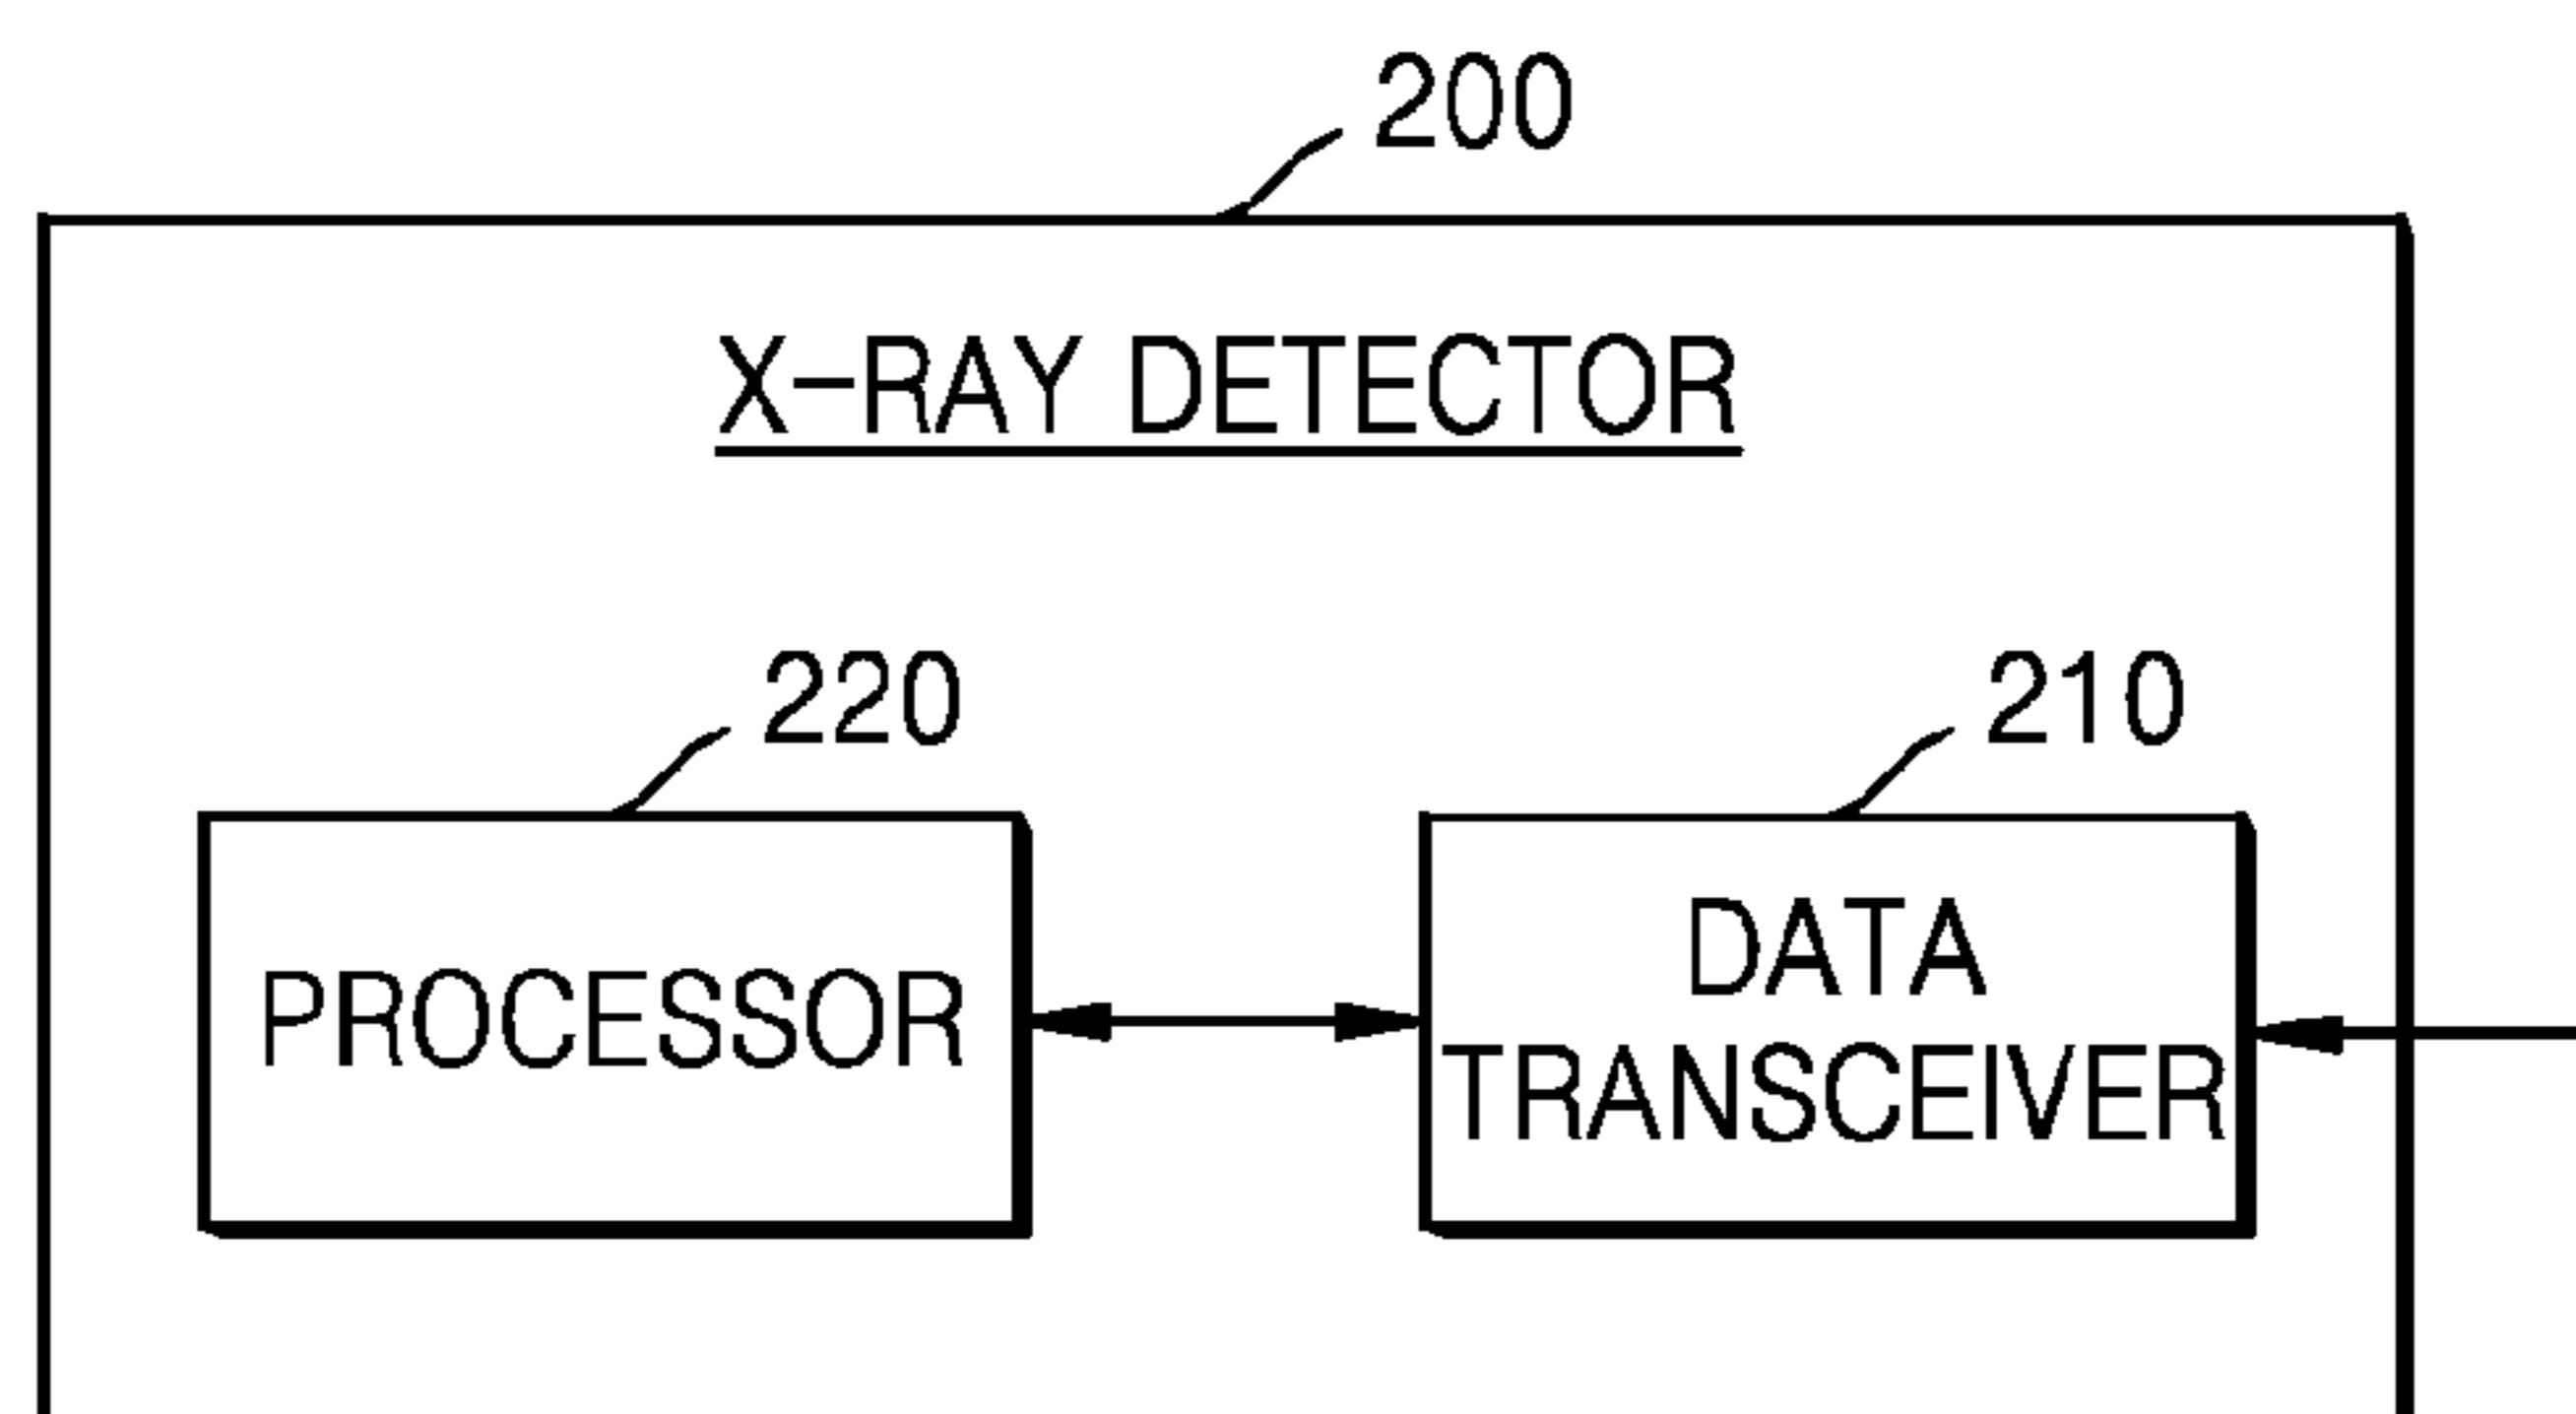 200
X-RAY DETECTOR
220
210
PROCESSOR
DATA
TRANSCEIVER